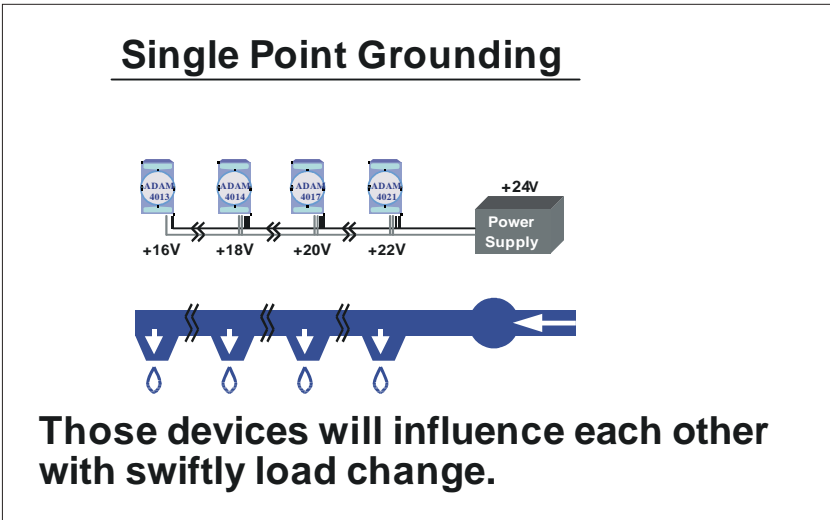 Single Point Grounding
ADAM 4013
ADAM 4014
ADAM 4017
ADAM 4021
+24V
Power
Supply
+16V
+18V
+20V
+22V
Those devices will influence each other
with swiftly load change.